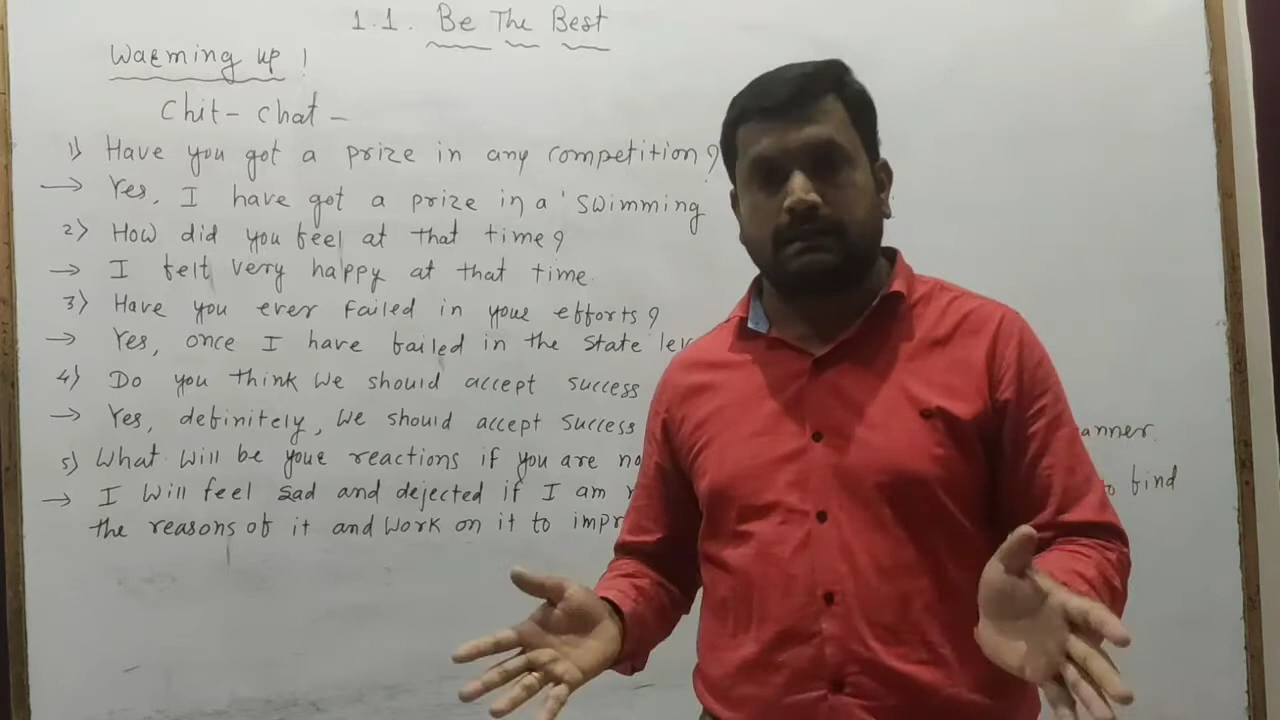 1.1. Be The Best
Warming up !
Chit - chat -
1) Have you got a prize in any competition?
→ Yes, I have got a prize in a 'swimming
2) How did you feel at that time?
→ I felt very happy at that time.
3) Have you ever failed in your efforts?
→ Yes, once I have failed in the state lev
4) Do you think we should accept success
→ Yes, definitely, we should accept success anner.
5) What will be your reactions if you are no
→ I will feel sad and dejected if I am to find
the reasons of it and work on it to impr